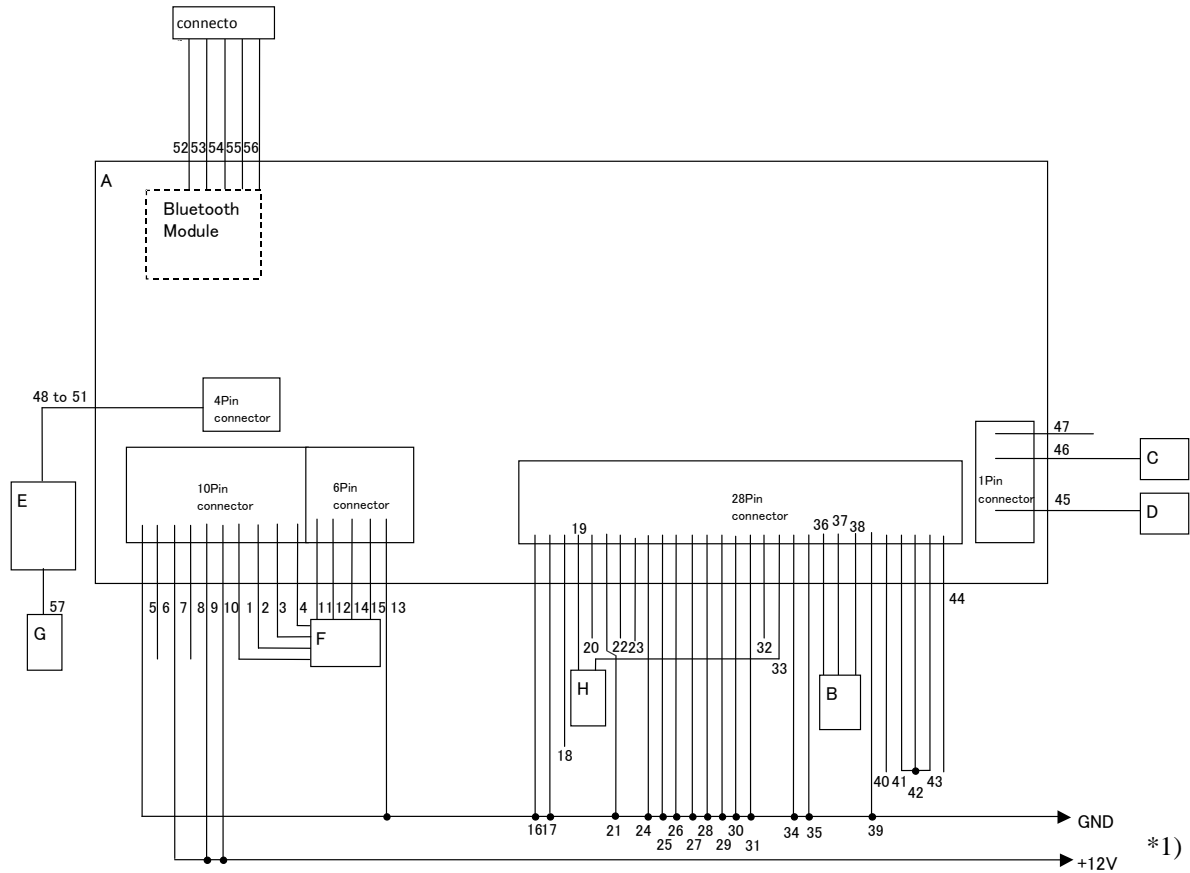 connecto
52 53 54 55 56
A
Bluetooth
Module
48 to 51
4Pin
connector
47
46
C
E
10Pin
connector
6Pin
connector
28Pin
connector
1Pin
connector
45
D
19
36 37 38
57
G
5 6 7 8 9 10 1 2 3 4 11 12 14 15 13
44
F
20
22 23
32
33
H
B
18
40 41
42
43
16 17
21
24
25
26
27
28
29
30
31
34
35
39
GND
+12V
*1)